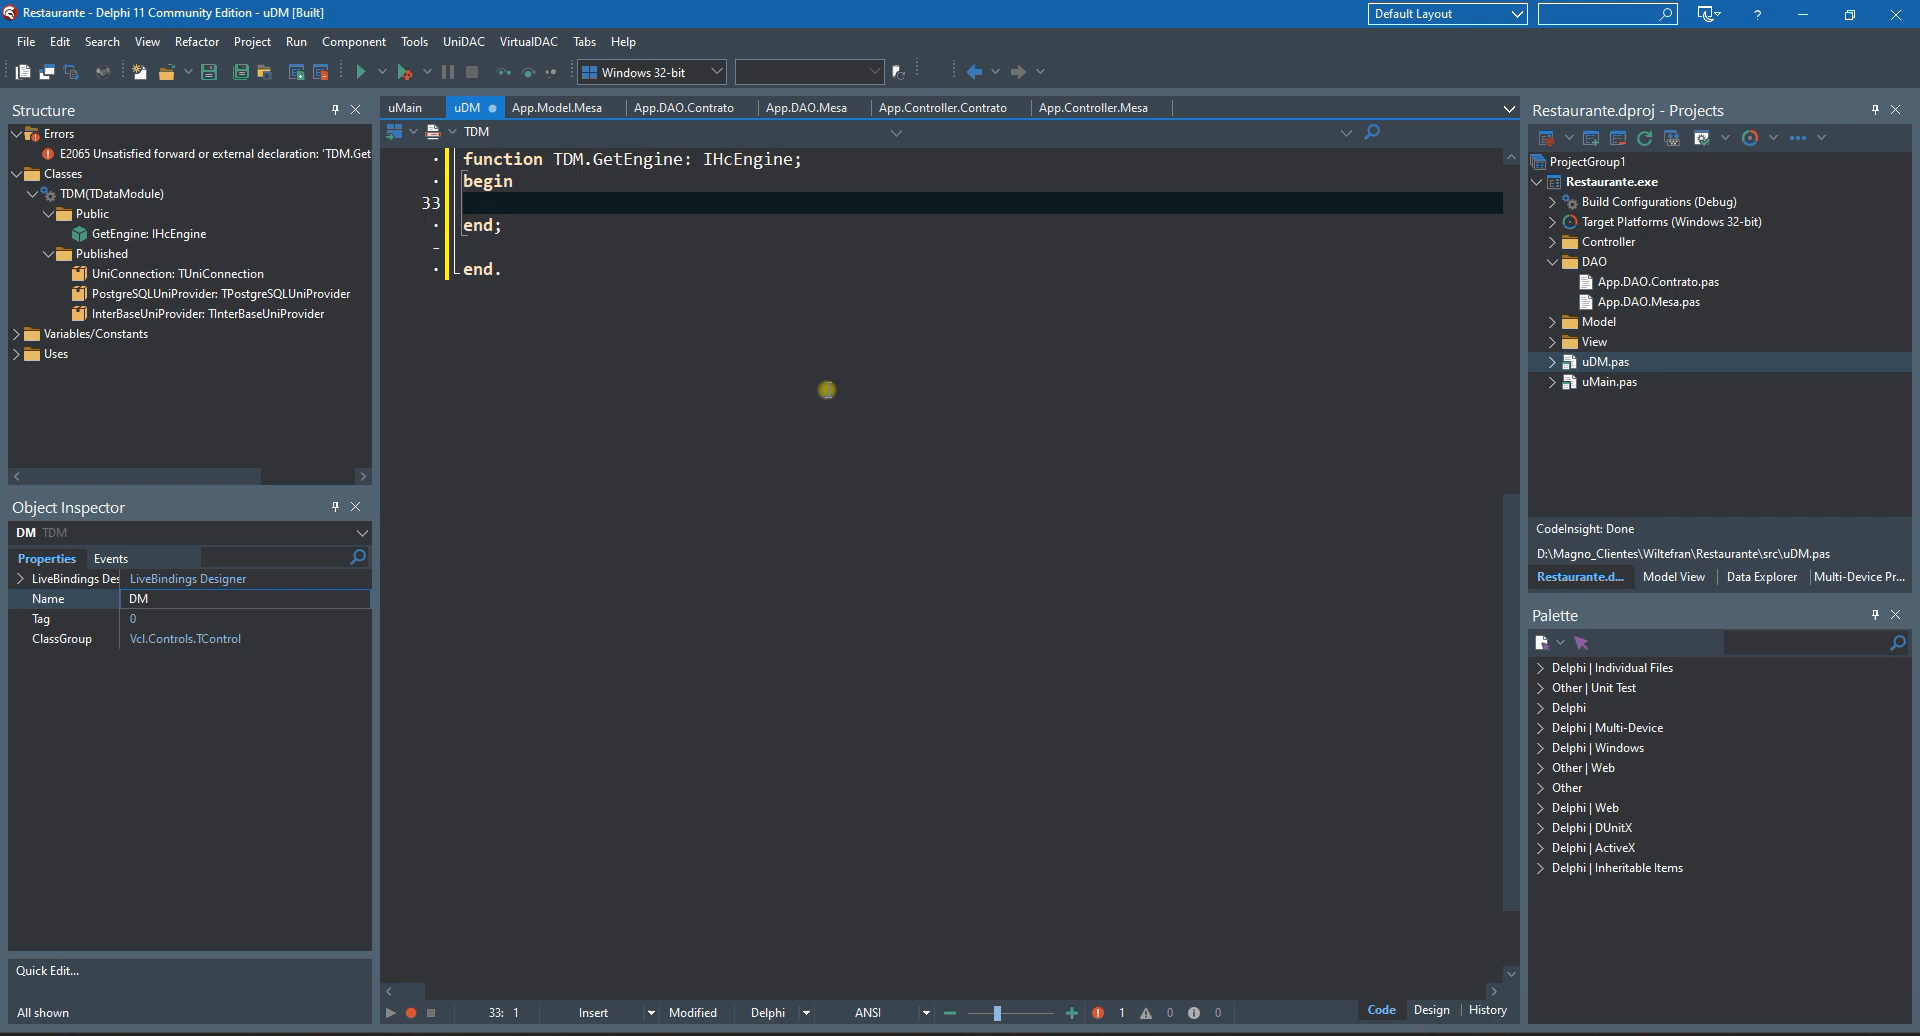 Restaurante - Delphi 11 Community Edition - uDM [Built]
Default Layout
?
File Edit Search View Refactor Project Run Component Tools UniDAC VirtualDAC Tabs Help
Windows 32-bit
Structure
Errors
E2065 Unsatisfied forward or external declaration: 'TDM.Get
Classes
TDM(TDataModule)
Public
GetEngine: IHcEngine
Published
UniConnection: TUniConnection
PostgreSQLUniProvider: TPostgreSQLUniProvider
InterBaseUniProvider: TInterBaseUniProvider
Variables/Constants
Uses
Object Inspector
DM TDM
Properties Events
LiveBindings Des LiveBindings Designer
Name DM
Tag 0
ClassGroup Vcl.Controls.TControl
Quick Edit...
All shown
uMain uDM App.Model.Mesa App.DAO.Contrato App.DAO.Mesa App.Controller.Contrato App.Controller.Mesa
TDM
function TDM.GetEngine: IHcEngine;
begin
33
end;
end.
33: 1 Insert Modified Delphi ANSI 1 0 0 Code Design History
Restaurante.dproj - Projects
ProjectGroup1
Restaurante.exe
Build Configurations (Debug)
Target Platforms (Windows 32-bit)
Controller
DAO
App.DAO.Contrato.pas
App.DAO.Mesa.pas
Model
View
uDM.pas
uMain.pas
CodeInsight: Done
D:\Magno_Clientes\Wiltefran\Restaurante\src\uDM.pas
Restaurante.d... Model View Data Explorer Multi-Device Pr...
Palette
Delphi | Individual Files
Other | Unit Test
Delphi
Delphi | Multi-Device
Delphi | Windows
Other | Web
Other
Delphi | Web
Delphi | DUnitX
Delphi | ActiveX
Delphi | Inheritable Items